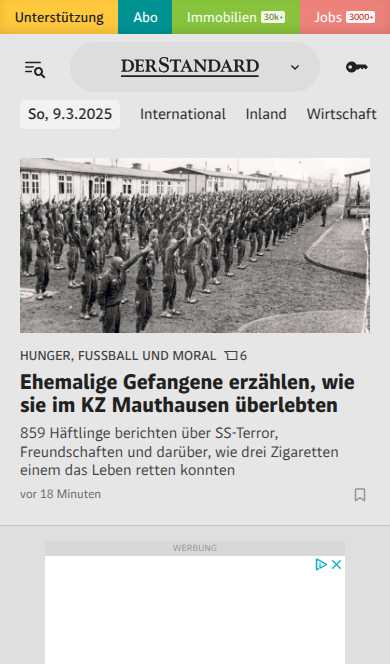 Unterstützung Abo Immobilien 30k+ Jobs 3000+
DERSTANDARD
So, 9.3.2025 International Inland Wirtschaft
HUNGER, FUSSBALL UND MORAL 6
Ehemalige Gefangene erzählen, wie
sie im KZ Mauthausen überlebten
859 Häftlinge berichten über SS-Terror,
Freundschaften und darüber, wie drei Zigaretten
einem das Leben retten konnten
vor 18 Minuten
WERBUNG